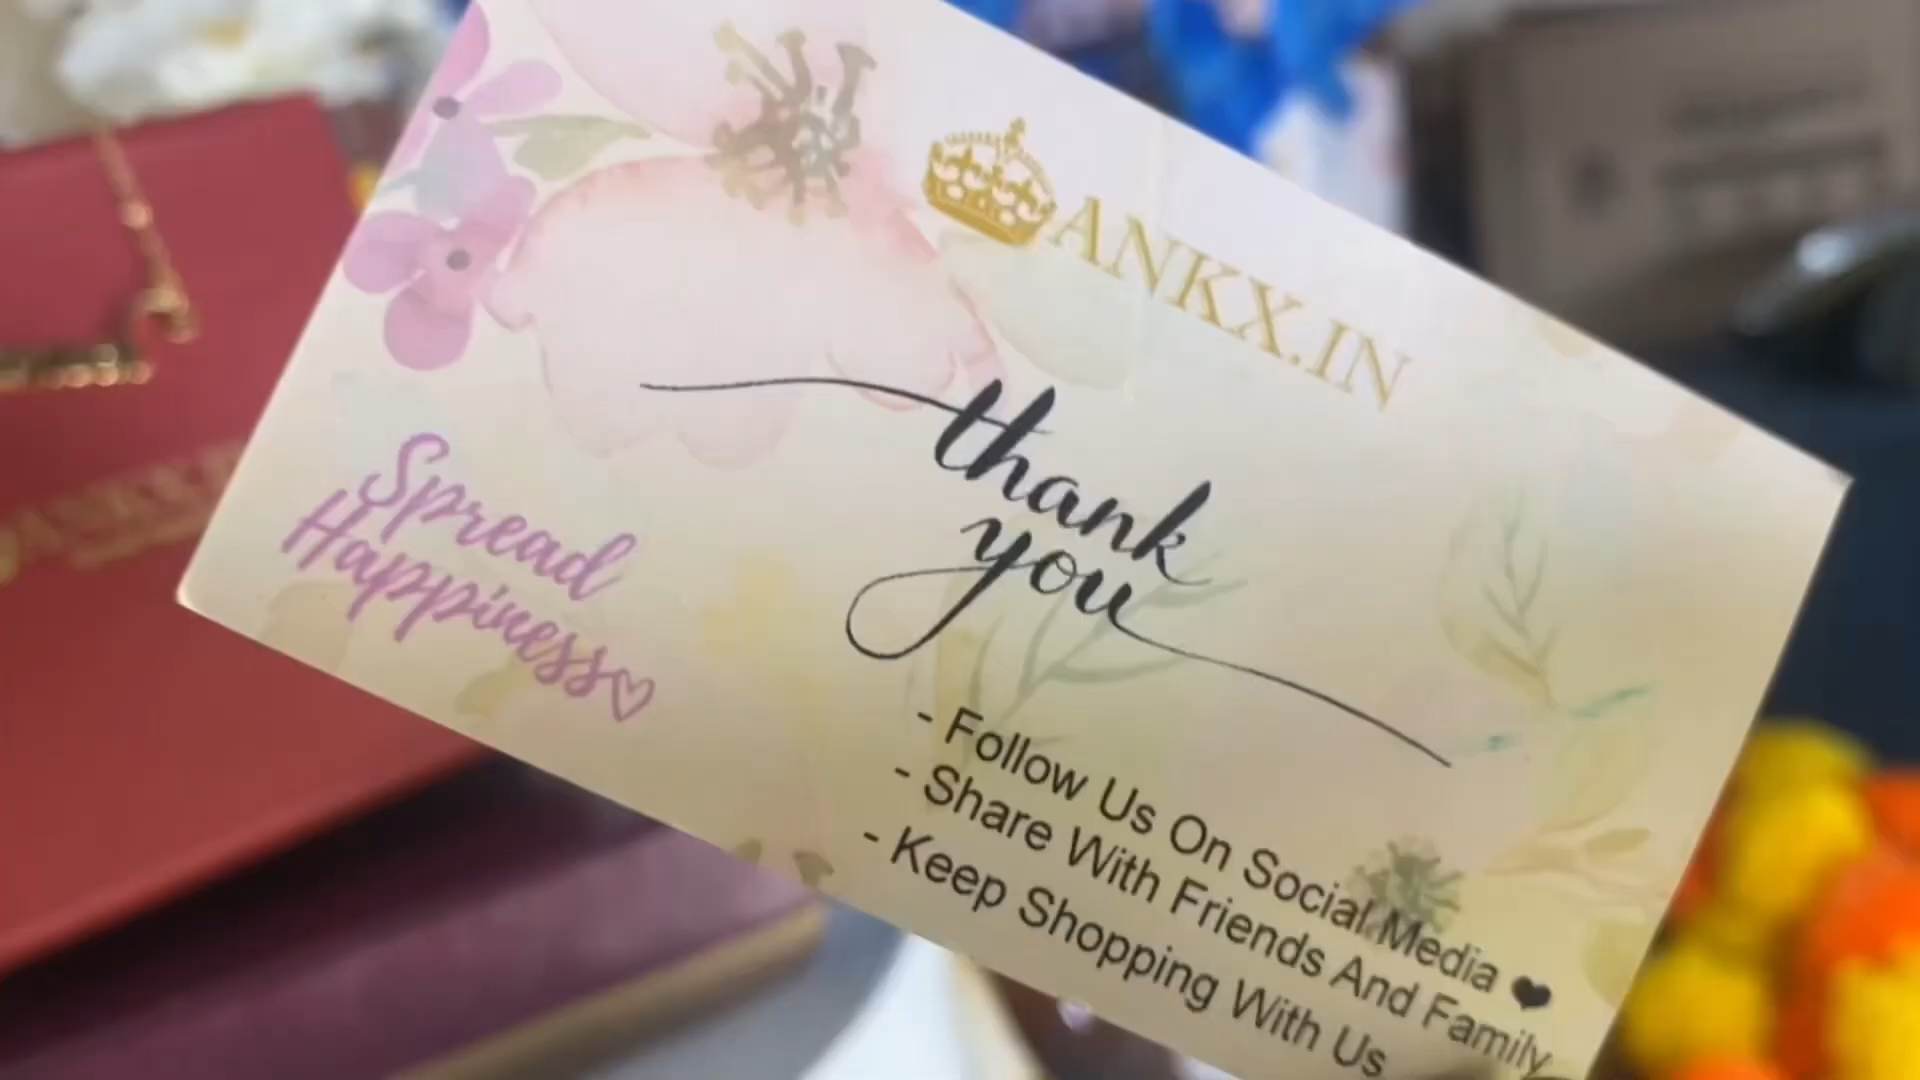 ANKX.IN
thank
you
Spread
Happiness♡
- Follow Us On Social Media ❤
- Share With Friends And Family
- Keep Shopping With Us